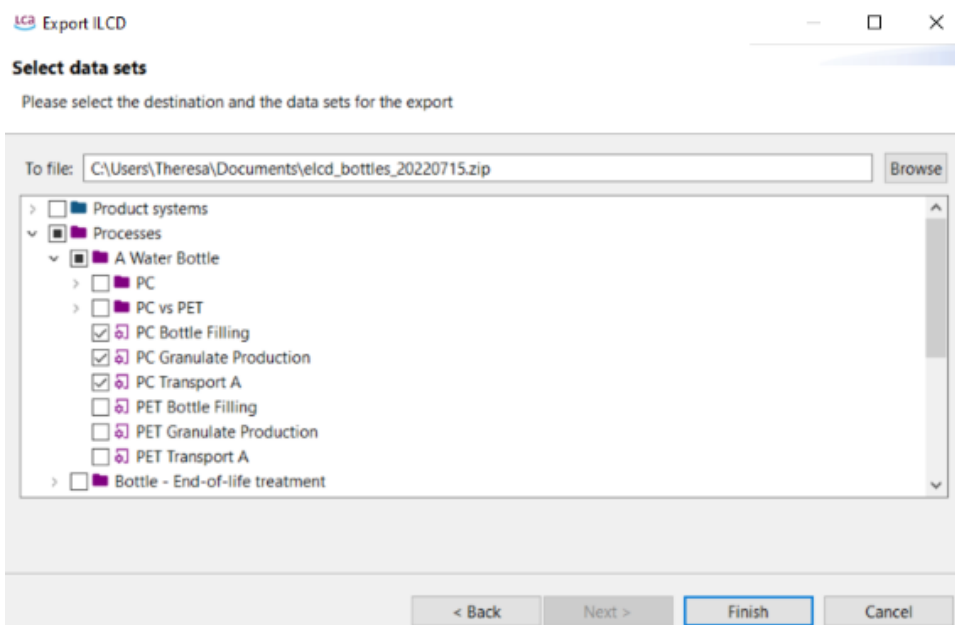 LCA Export ILCD
Select data sets
Please select the destination and the data sets for the export
To file: C:\Users\Theresa\Documents\elcd_bottles_20220715.zip Browse
Product systems
Processes
A Water Bottle
PC
PC vs PET
PC Bottle Filling
PC Granulate Production
PC Transport A
PET Bottle Filling
PET Granulate Production
PET Transport A
Bottle - End-of-life treatment
< Back Next > Finish Cancel